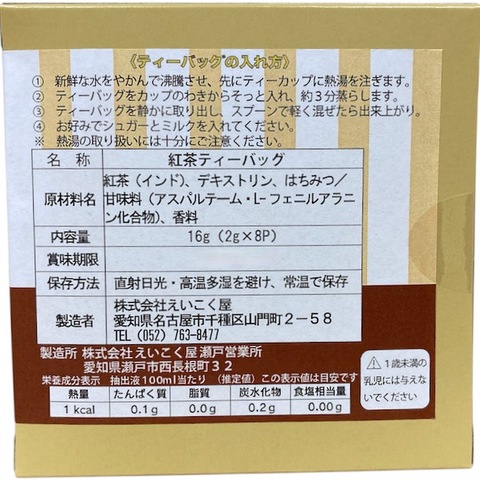 《ティーバッグの入れ方》
① 新鮮な水をやかんで沸騰させ、先にティーカップに熱湯を注ぎます。
② ティーバッグをカップのわきからそっと入れ、約3分蒸らします。
③ ティーバッグを静かに取り出し、スプーンで軽く混ぜたら出来上がり。
④ お好みでシュガーとミルクを入れてください。
※ 熱湯の取り扱いには十分にご注意ください。
名 称 紅茶ティーバッグ
原材料名 紅茶（インド）、デキストリン、はちみつ／
甘味料（アスパルテーム・L-フェニルアラニ
ン化合物）、香料
内容量 16g（2g×8P）
賞味期限
保存方法 直射日光・高温多湿を避け、常温で保存
製造者 株式会社えいこく屋
愛知県名古屋市千種区山門町2－58
TEL (052) 763-8477
製造所 株式会社えいこく屋瀬戸営業所
愛知県瀬戸市西長根町32
栄養成分表示 抽出液100ml当たり （推定値）この表示値は目安です
熱量 たんぱく質 脂質 炭水化物 食塩相当量
1kcal 0.1g 0.0g 0.2g 0.00g
⚠ 1歳未満の
乳児には与えな
いでください